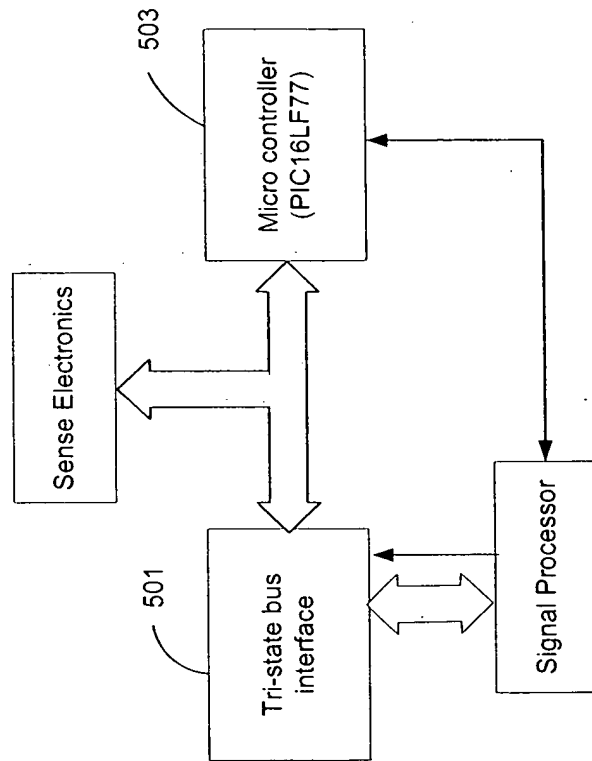 503
Micro controller
(PIC16LF77)
Sense Electronics
501
Tri-state bus
interface
Signal Processor